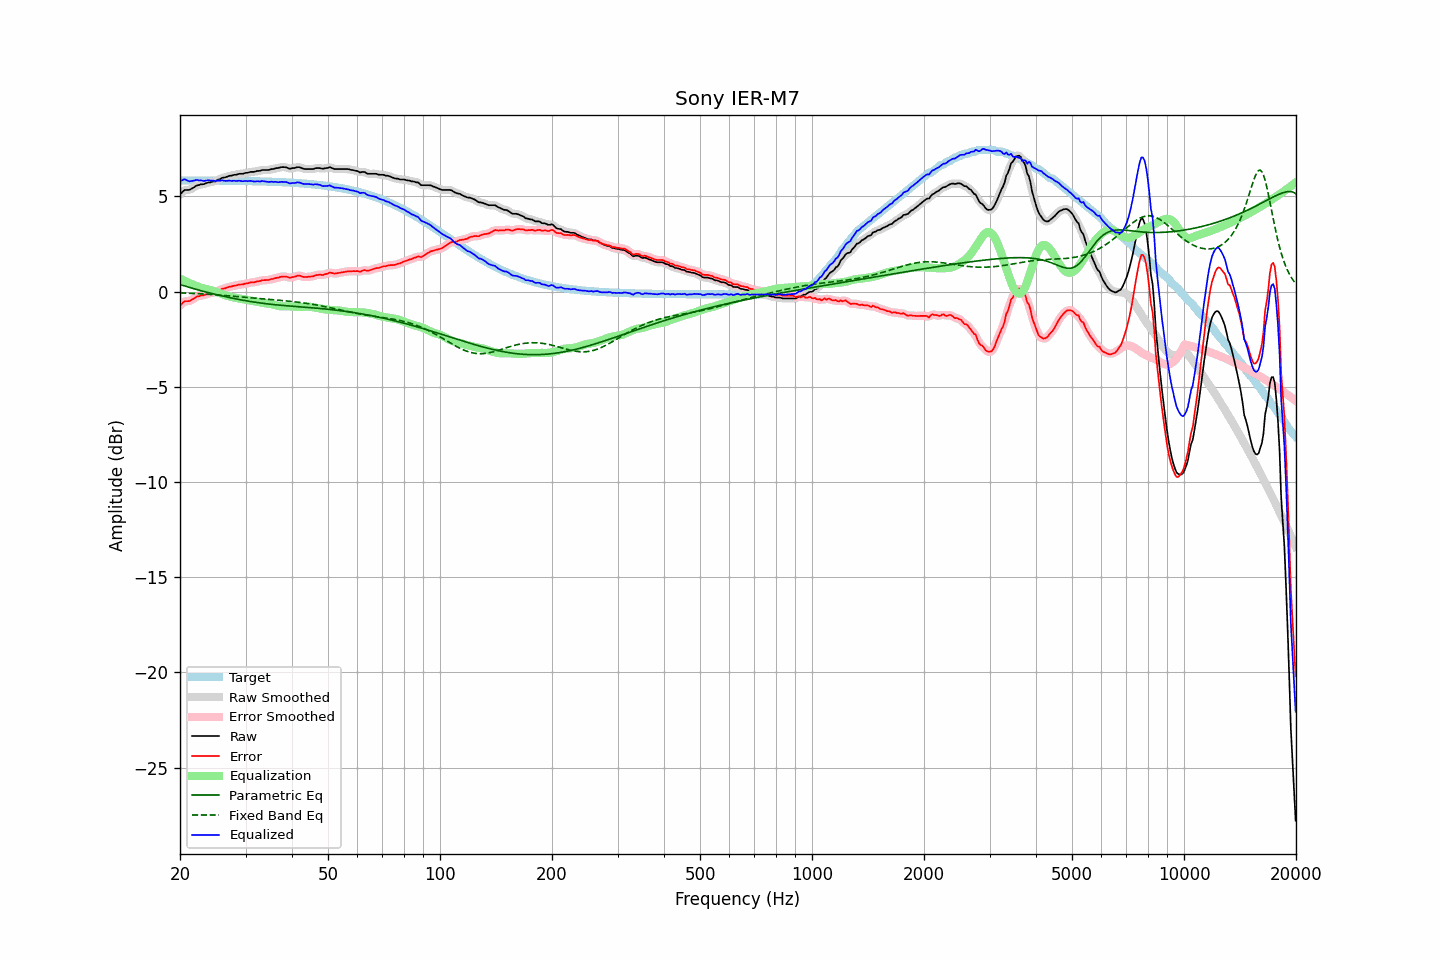 Sony IER-M7
Amplitude (dBr)
5
0
−5
−10
−15
−20
−25
Target
Raw Smoothed
Error Smoothed
Raw
Error
Equalization
Parametric Eq
Fixed Band Eq
Equalized
20 50 100 200 500 1000 2000 5000 10000 20000
Frequency (Hz)